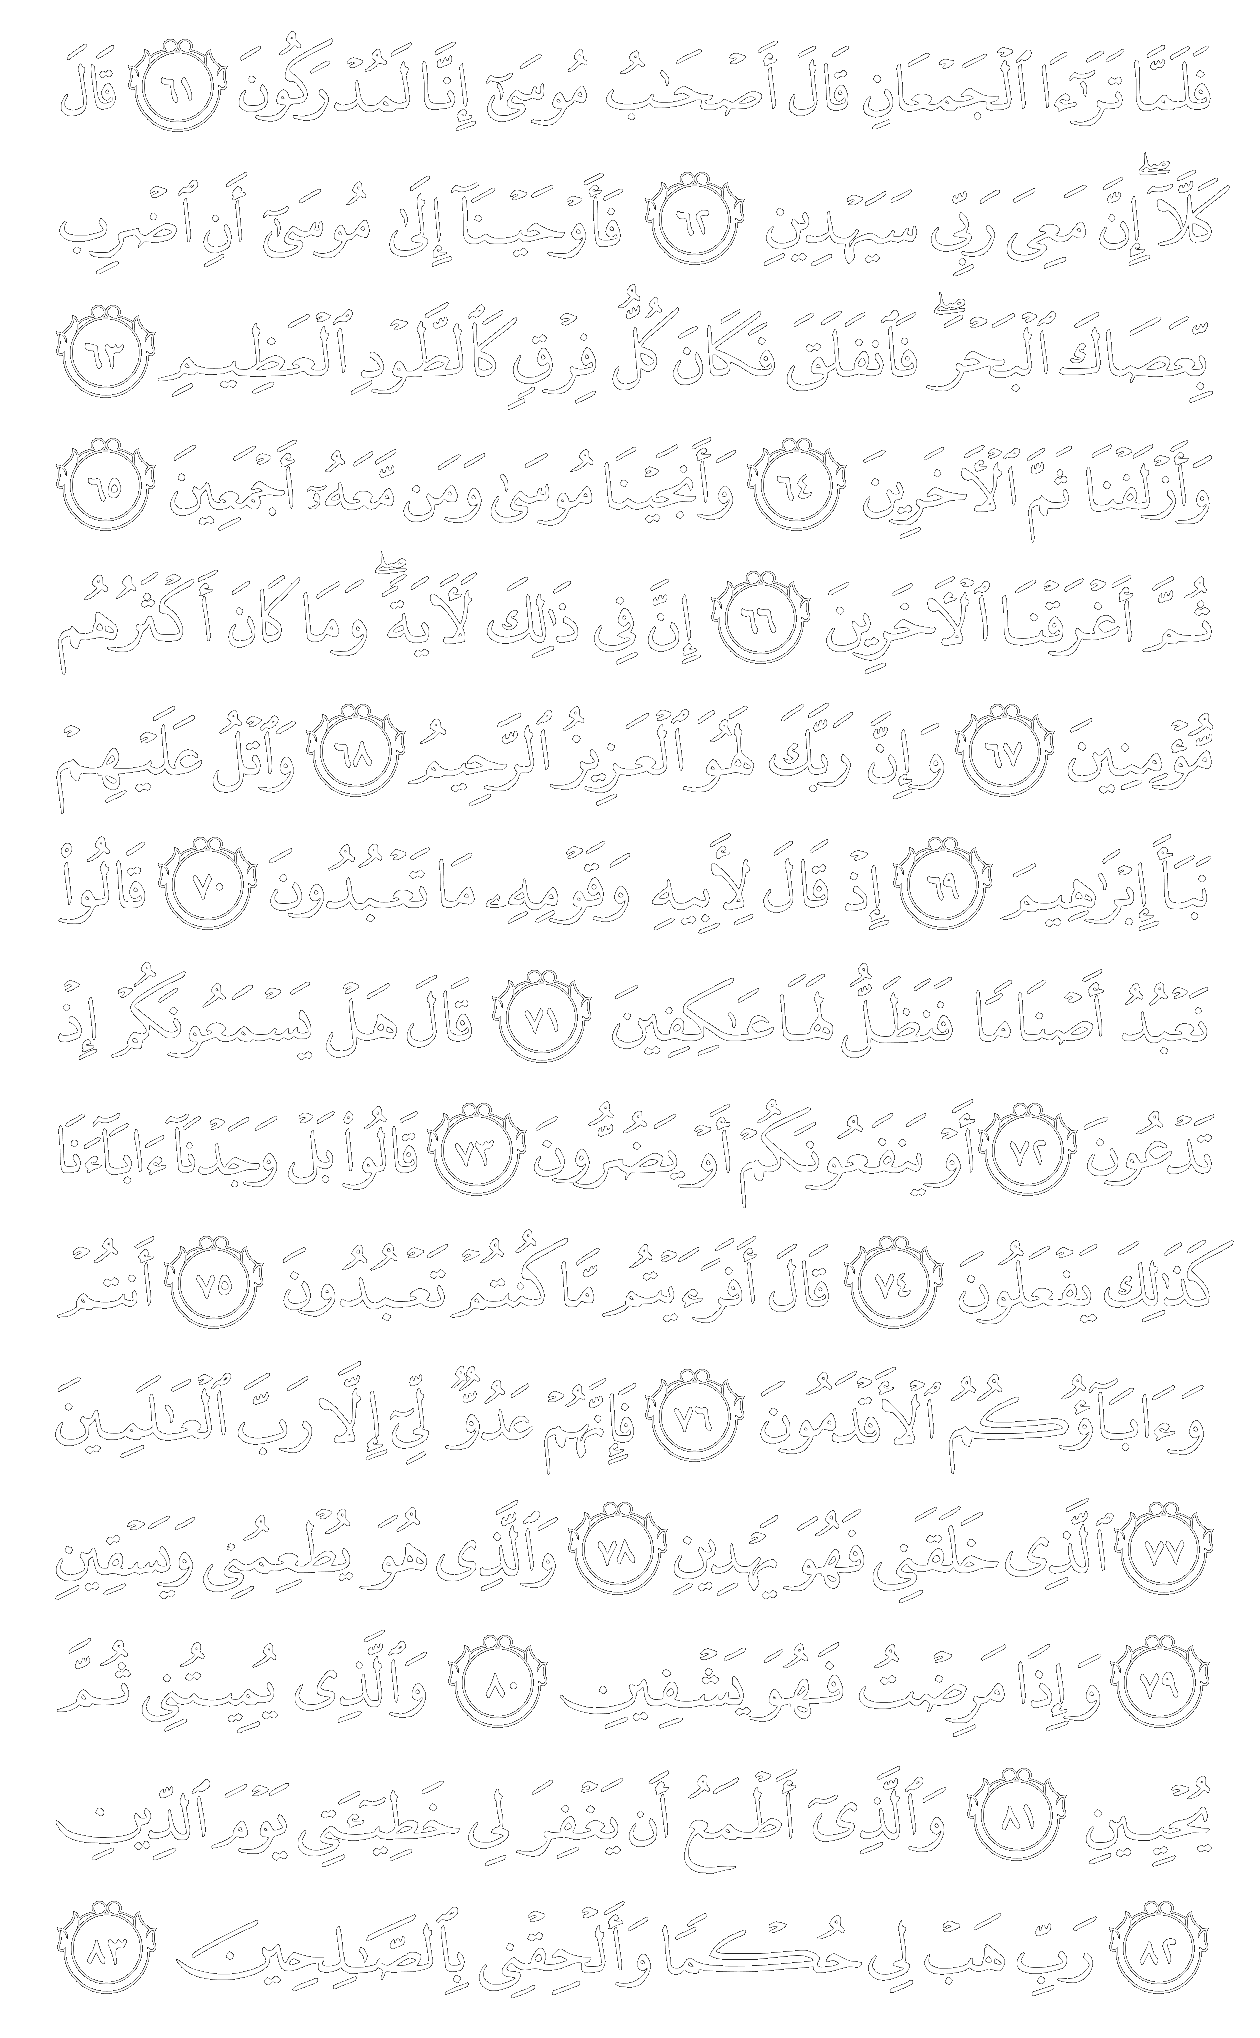 فَلَمَّا تَرَٰٓءَا ٱلْجَمْعَانِ قَالَ أَصْحَـٰبُ مُوسَىٰٓ إِنَّا لَمُدْرَكُونَ ٦١ قَالَ
كَلَّآ ۖ إِنَّ مَعِىَ رَبِّى سَيَهْدِينِ ٦٢ فَأَوْحَيْنَآ إِلَىٰ مُوسَىٰٓ أَنِ ٱضْرِب
بِّعَصَاكَ ٱلْبَحْرَ ۖ فَٱنفَلَقَ فَكَانَ كُلُّ فِرْقٍ كَٱلطَّوْدِ ٱلْعَظِيمِ ٦٣
وَأَزْلَفْنَا ثَمَّ ٱلْأَخَرِينَ ٦٤ وَأَنجَيْنَا مُوسَىٰ وَمَن مَّعَهُۥٓ أَجْمَعِينَ ٦٥
ثُمَّ أَغْرَقْنَا ٱلْأَخَرِينَ ٦٦ إِنَّ فِى ذَٰلِكَ لَأَيَةً ۖ وَمَا كَانَ أَكْثَرُهُم
مُّؤْمِنِينَ ٦٧ وَإِنَّ رَبَّكَ لَهُوَ ٱلْعَزِيزُ ٱلرَّحِيمُ ٦٨ وَٱتْلُ عَلَيْهِمْ
نَبَأَ إِبْرَٰهِيمَ ٦٩ إِذْ قَالَ لِأَبِيهِ وَقَوْمِهِۦ مَا تَعْبُدُونَ ٧٠ قَالُوا۟
نَعْبُدُ أَصْنَامًا فَنَظَلُّ لَهَا عَـٰكِفِينَ ٧١ قَالَ هَلْ يَسْمَعُونَكُمْ إِذْ
تَدْعُونَ ٧٢ أَوْ يَنفَعُونَكُمْ أَوْ يَضُرُّونَ ٧٣ قَالُوا۟ بَلْ وَجَدْنَآ ءَابَآءَنَا
كَذَٰلِكَ يَفْعَلُونَ ٧٤ قَالَ أَفَرَءَيْتُم مَّا كُنتُمْ تَعْبُدُونَ ٧٥ أَنتُمْ
وَءَابَآؤُكُمُ ٱلْأَقْدَمُونَ ٧٦ فَإِنَّهُمْ عَدُوٌّ لِّىٓ إِلَّا رَبَّ ٱلْعَـٰلَمِينَ
٧٧ ٱلَّذِى خَلَقَنِى فَهُوَ يَهْدِينِ ٧٨ وَٱلَّذِى هُوَ يُطْعِمُنِى وَيَسْقِينِ
٧٩ وَإِذَا مَرِضْتُ فَهُوَ يَشْفِينِ ٨٠ وَٱلَّذِى يُمِيتُنِى ثُمَّ
يُحْيِينِ ٨١ وَٱلَّذِىٓ أَطْمَعُ أَن يَغْفِرَ لِى خَطِيٓـَٔتِى يَوْمَ ٱلدِّينِ
٨٢ رَبِّ هَبْ لِى حُكْمًا وَأَلْحِقْنِى بِٱلصَّـٰلِحِينَ ٨٣